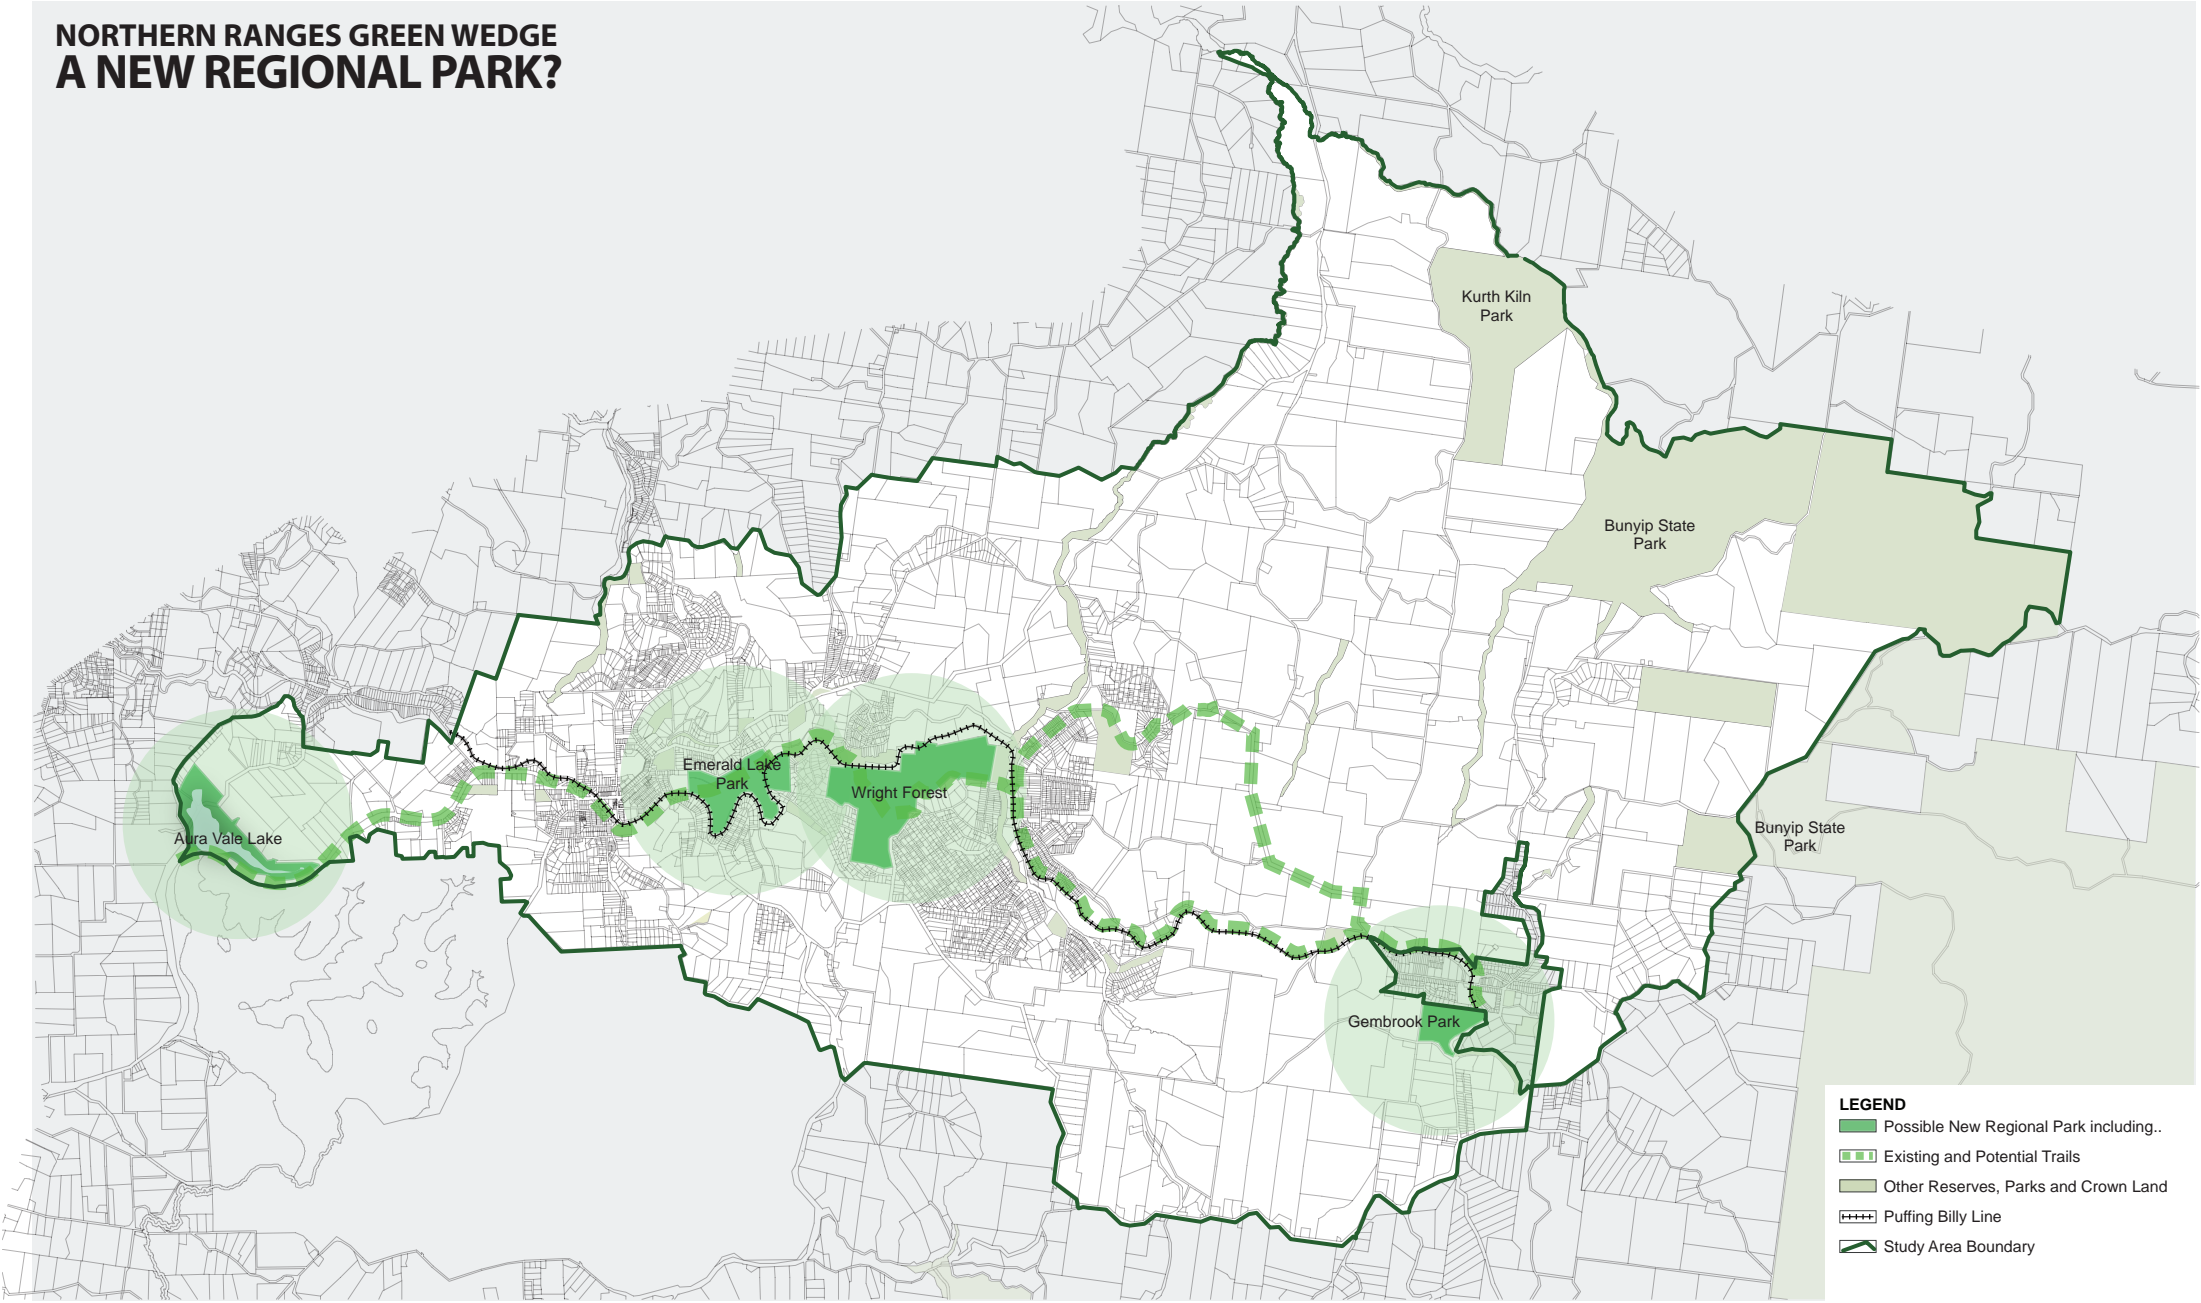 NORTHERN RANGES GREEN WEDGE
A NEW REGIONAL PARK?
Kurth Kiln
Park
Bunyip State
Park
Emerald Lake
Park
Wright Forest
Aura Vale Lake
Bunyip State
Park
Gembrook Park
LEGEND
Possible New Regional Park including..
Existing and Potential Trails
Other Reserves, Parks and Crown Land
Puffing Billy Line
Study Area Boundary